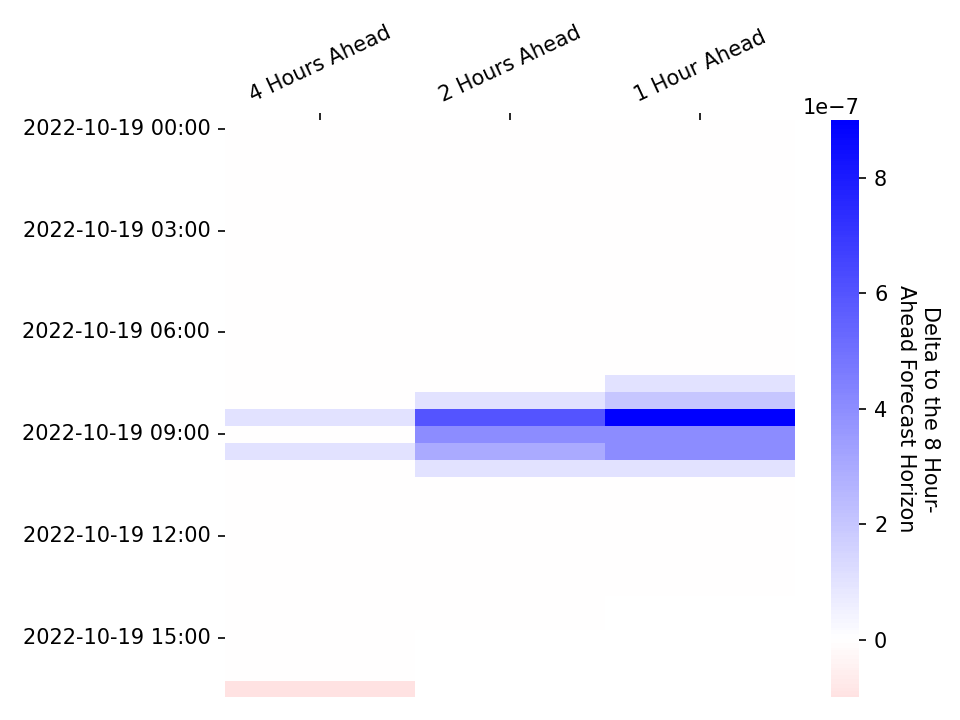 4 Hours Ahead
2 Hours Ahead
1 Hour Ahead
1e−7
2022-10-19 00:00
2022-10-19 03:00
2022-10-19 06:00
2022-10-19 09:00
2022-10-19 12:00
2022-10-19 15:00
8
6
4
2
0
Delta to the 8 Hour-
Ahead Forecast Horizon